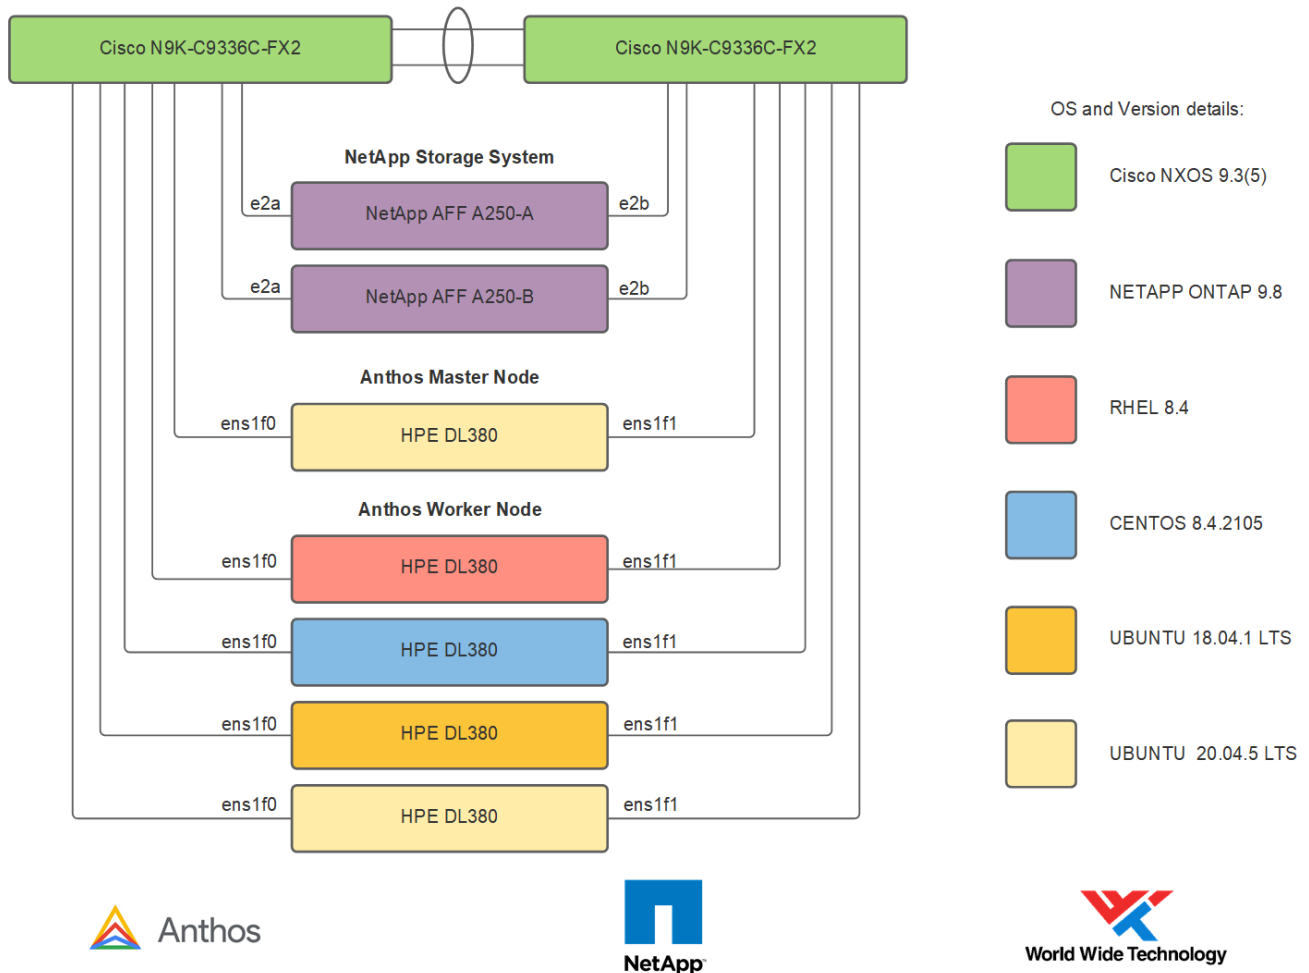 Cisco N9K-C9336C-FX2
Cisco N9K-C9336C-FX2
OS and Version details:
NetApp Storage System
Cisco NXOS 9.3(5)
e2a
NetApp AFF A250-A
e2b
e2a
NetApp AFF A250-B
e2b
NETAPP ONTAP 9.8
Anthos Master Node
ens1f0
HPE DL380
ens1f1
RHEL 8.4
Anthos Worker Node
ens1f0
HPE DL380
ens1f1
CENTOS 8.4.2105
ens1f0
HPE DL380
ens1f1
UBUNTU 18.04.1 LTS
ens1f0
HPE DL380
ens1f1
UBUNTU 20.04.5 LTS
ens1f0
HPE DL380
ens1f1
Anthos
NetApp™
World Wide Technology